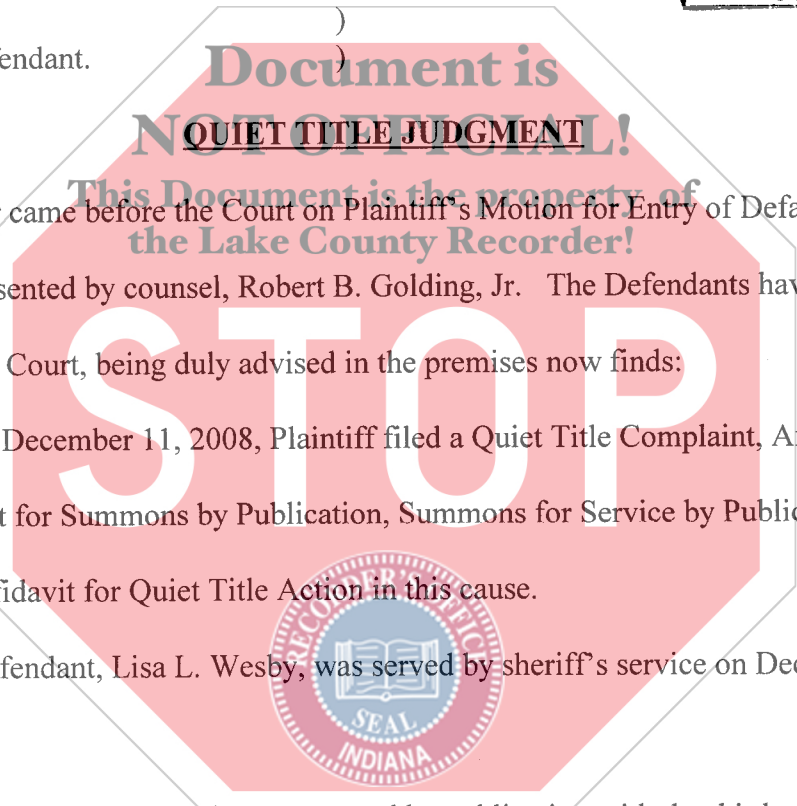 )
fendant. )
Document is
QUIET TITLE JUDGMENT
NOT OFFICIAL!
This Document is the property of
came before the Court on Plaintiff's Motion for Entry of Defa
the Lake County Recorder!
sented by counsel, Robert B. Golding, Jr. The Defendants hav
STOP
Court, being duly advised in the premises now finds:
December 11, 2008, Plaintiff filed a Quiet Title Complaint, A
t for Summons by Publication, Summons for Service by Public
fidavit for Quiet Title Action in this cause.
fendant, Lisa L. Wesby, was served by sheriff's service on Dec
RECORDER'S OFFICE
SEAL
INDIANA